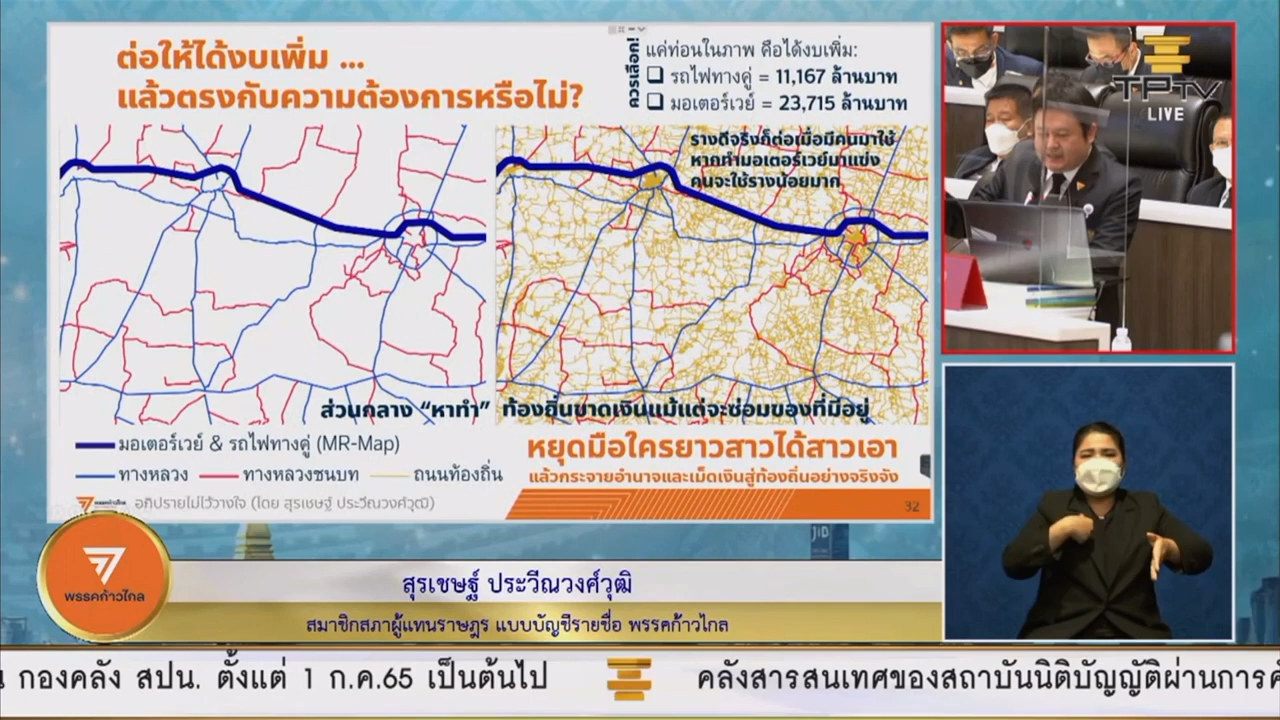 ต่อให้ได้งบเพิ่ม ...
แล้วตรงกับความต้องการหรือไม่?
ควรเลือก!
แค่ท่อนในภาพ คือได้งบเพิ่ม:
รถไฟทางคู่ = 11,167 ล้านบาท
มอเตอร์เวย์ = 23,715 ล้านบาท
รางดีจริงก็ต่อเมื่อมีคนมาใช้
หากทำมอเตอร์เวย์มาแข่ง
คนจะใช้รางน้อยมาก
ส่วนกลาง “หาทำ” ท้องถิ่นขาดเงินแม้แต่จะซ่อมของที่มีอยู่
มอเตอร์เวย์ & รถไฟทางคู่ (MR-Map)
ทางหลวง ทางหลวงชนบท ถนนท้องถิ่น
หยุดมือใครยาวสาวได้สาวเอา
แล้วกระจายอำนาจและเม็ดเงินสู่ท้องถิ่นอย่างจริงจัง
พรรคก้าวไกล อภิปรายไม่ไว้วางใจ (โดย สุรเชษฐ์ ประวีณวงศ์วุฒิ)
32
TPTV
LIVE
JIB
พรรคก้าวไกล
สุรเชษฐ์ ประวีณวงศ์วุฒิ
สมาชิกสภาผู้แทนราษฎร แบบบัญชีรายชื่อ พรรคก้าวไกล
กองคลัง สปน. ตั้งแต่ 1 ก.ค.65 เป็นต้นไป
คลังสารสนเทศของสถาบันนิติบัญญัติผ่านการ